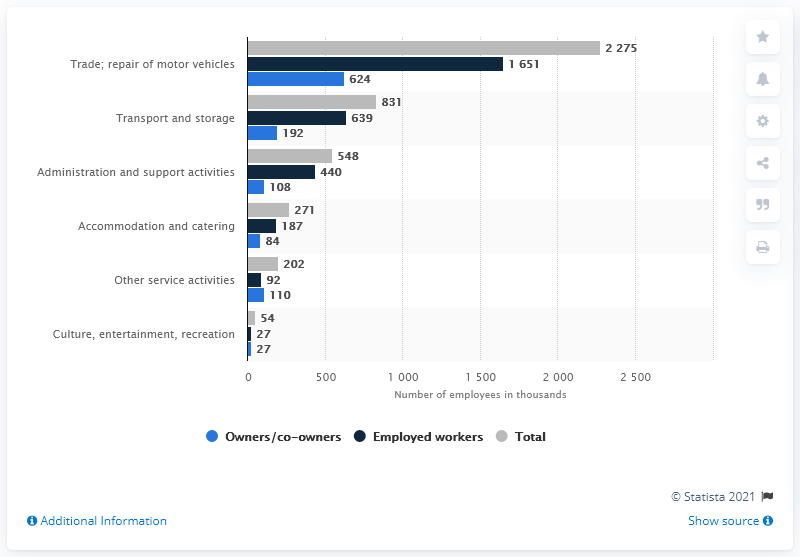 2 275
Trade; repair of motor vehicles
1 651
624
831
Transport and storage
639
192
548
Administration and support activities
440
108
271
Accommodation and catering
187
84
202
Other service activities
92
110
54
Culture, entertainment, recreation
27
27
0 500 1 000 1 500 2 000 2 500
Number of employees in thousands
Owners/co-owners Employed workers Total
© Statista 2021
Additional Information
Show source